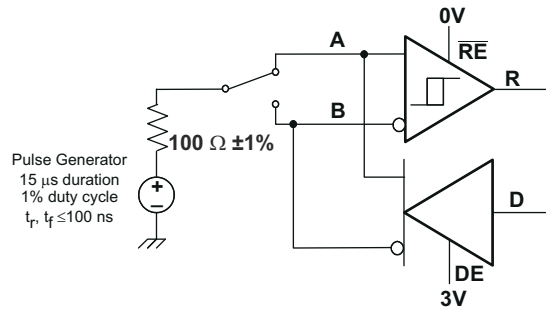 0V
A
RE
R
B
100 Ω ±1%
Pulse Generator
15 μs duration
1% duty cycle
tr, tf ≤100 ns
+
−
D
DE
3V